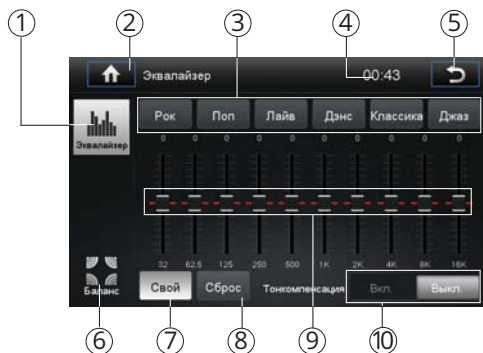 ① ② ③ ④ ⑤
Эквалайзер 00:43
Рок Поп Лайв Дэнс Классика Джаз
Эквалайзер
0 0 0 0 0 0 0 0 0
32 62.5 125 250 500 1K 2K 4K 8K 16K
Баланс
Свой Сброс Тонкомпенсация Вкл. Выкл.
⑥ ⑦ ⑧ ⑨ ⑩